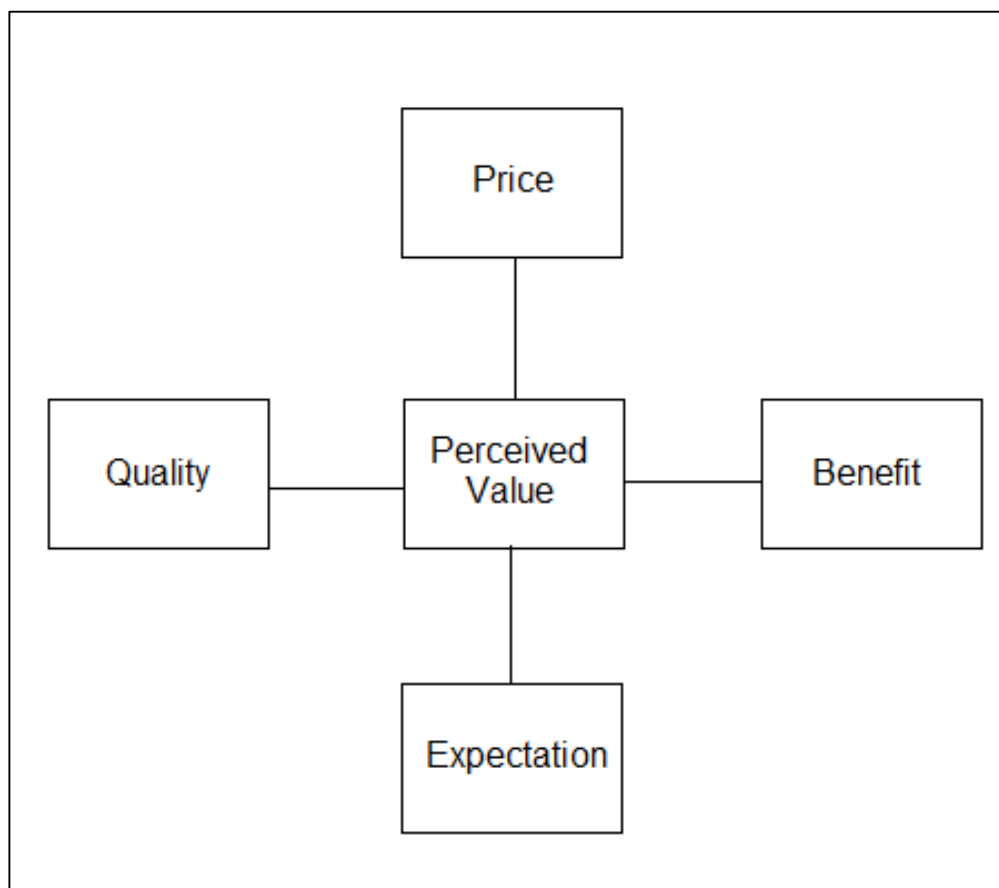 Price
Quality
Perceived
Value
Benefit
Expectation